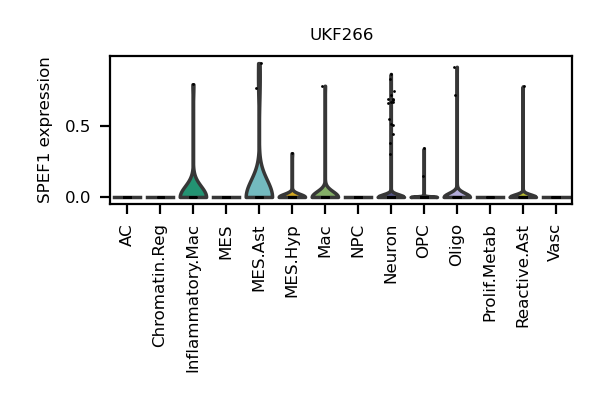 UKF266
SPEF1 expression
0.5
0.0
AC
Chromatin.Reg
Inflammatory.Mac
MES
MES.Ast
MES.Hyp
Mac
NPC
Neuron
OPC
Oligo
Prolif.Metab
Reactive.Ast
Vasc